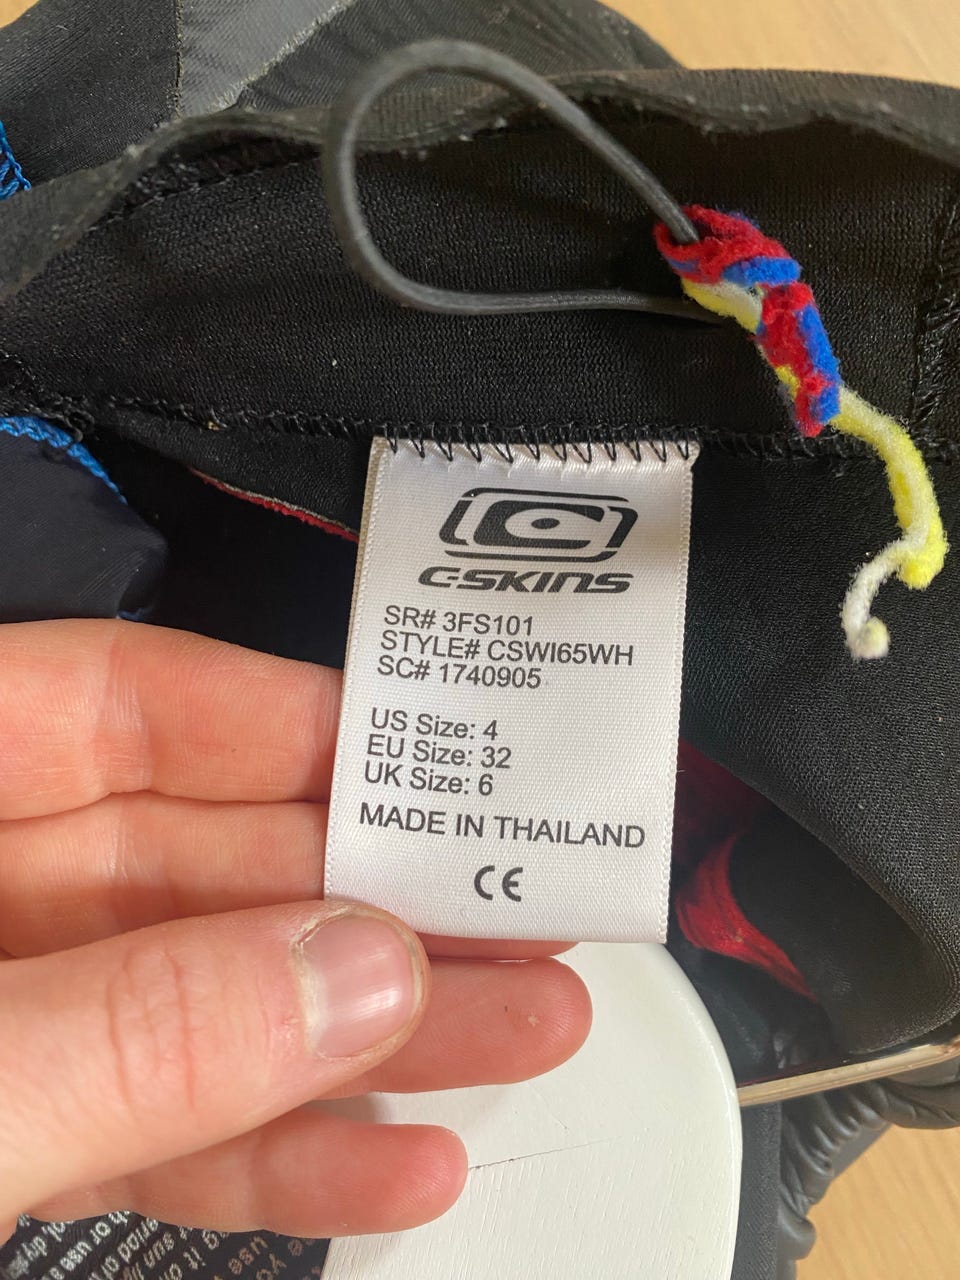 C-SKINS
SR# 3FS101
STYLE# CSWI65WH
SC# 1740905
US Size: 4
EU Size: 32
UK Size: 6
MADE IN THAILAND
CE